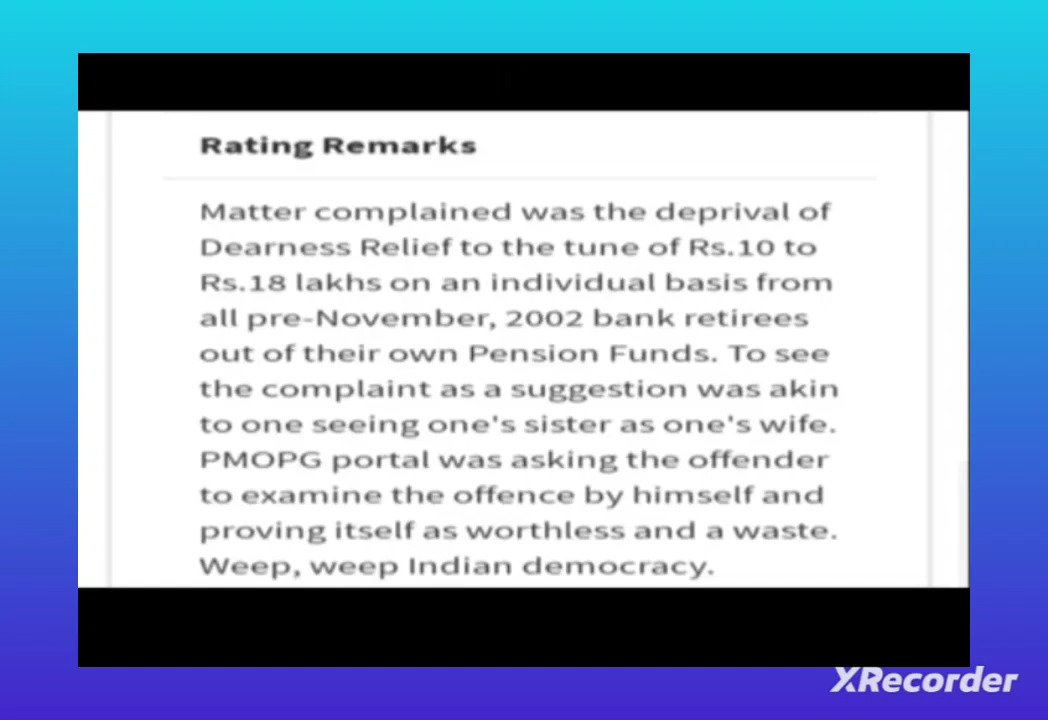 Rating Remarks
Matter complained was the deprival of
Dearness Relief to the tune of Rs.10 to
Rs.18 lakhs on an individual basis from
all pre-November, 2002 bank retirees
out of their own Pension Funds. To see
the complaint as a suggestion was akin
to one seeing one's sister as one's wife.
PMOPG portal was asking the offender
to examine the offence by himself and
proving itself as worthless and a waste.
Weep, weep Indian democracy.
XRecorder